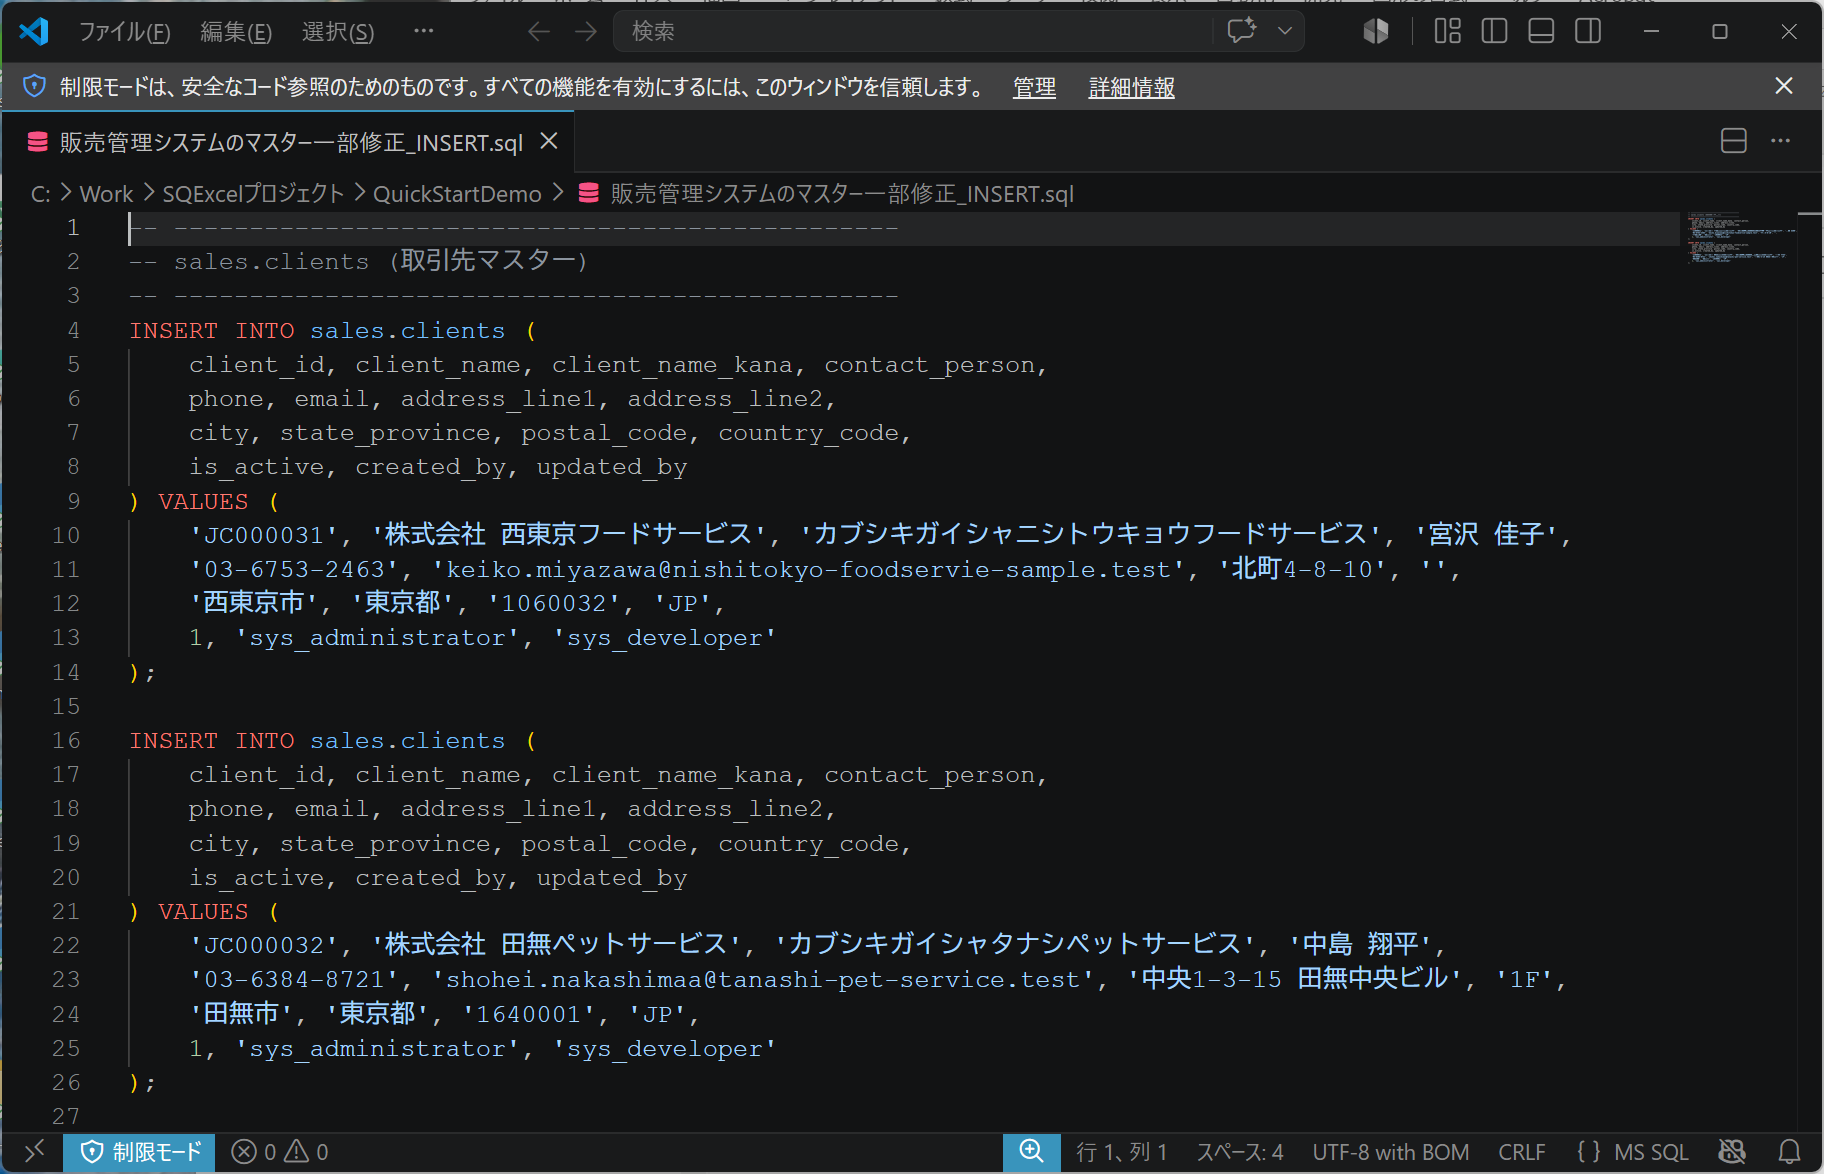 ファイル(F) 編集(E) 選択(S) … 検索
制限モードは、安全なコード参照のためのものです。すべての機能を有効にするには、このウィンドウを信頼します。 管理 詳細情報
販売管理システムのマスター一部修正_INSERT.sql
C: > Work > SQExcelプロジェクト > QuickStartDemo > 販売管理システムのマスター一部修正_INSERT.sql
1 -- ------------------------------------------------
2 -- sales.clients (取引先マスター)
3 -- ------------------------------------------------
4 INSERT INTO sales.clients (
5 client_id, client_name, client_name_kana, contact_person,
6 phone, email, address_line1, address_line2,
7 city, state_province, postal_code, country_code,
8 is_active, created_by, updated_by
9 ) VALUES (
10 'JC000031', '株式会社 西東京フードサービス', 'カブシキガイシャニシトウキョウフードサービス', '宮沢 佳子',
11 '03-6753-2463', 'keiko.miyazawa@nishitokyo-foodservie-sample.test', '北町4-8-10', '',
12 '西東京市', '東京都', '1060032', 'JP',
13 1, 'sys_administrator', 'sys_developer'
14 );
15
16 INSERT INTO sales.clients (
17 client_id, client_name, client_name_kana, contact_person,
18 phone, email, address_line1, address_line2,
19 city, state_province, postal_code, country_code,
20 is_active, created_by, updated_by
21 ) VALUES (
22 'JC000032', '株式会社 田無ペットサービス', 'カブシキガイシャタナシペットサービス', '中島 翔平',
23 '03-6384-8721', 'shohei.nakashimaa@tanashi-pet-service.test', '中央1-3-15 田無中央ビル', '1F',
24 '田無市', '東京都', '1640001', 'JP',
25 1, 'sys_administrator', 'sys_developer'
26 );
27
制限モード 0 0 行 1、列 1 スペース: 4 UTF-8 with BOM CRLF { } MS SQL